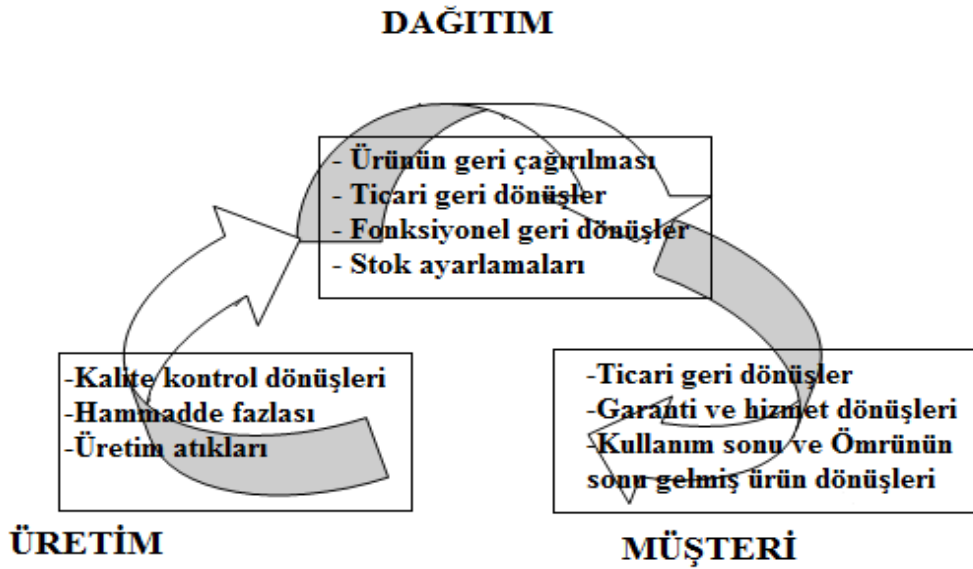 DAĞITIM
- Ürünün geri çağırılması
- Ticari geri dönüşler
- Fonksiyonel geri dönüşler
- Stok ayarlamaları
-Kalite kontrol dönüşleri
-Hammadde fazlası
-Üretim atıkları
ÜRETİM
-Ticari geri dönüşler
-Garanti ve hizmet dönüşleri
-Kullanım sonu ve Ömrünün
sonu gelmiş ürün dönüşleri
MÜŞTERİ